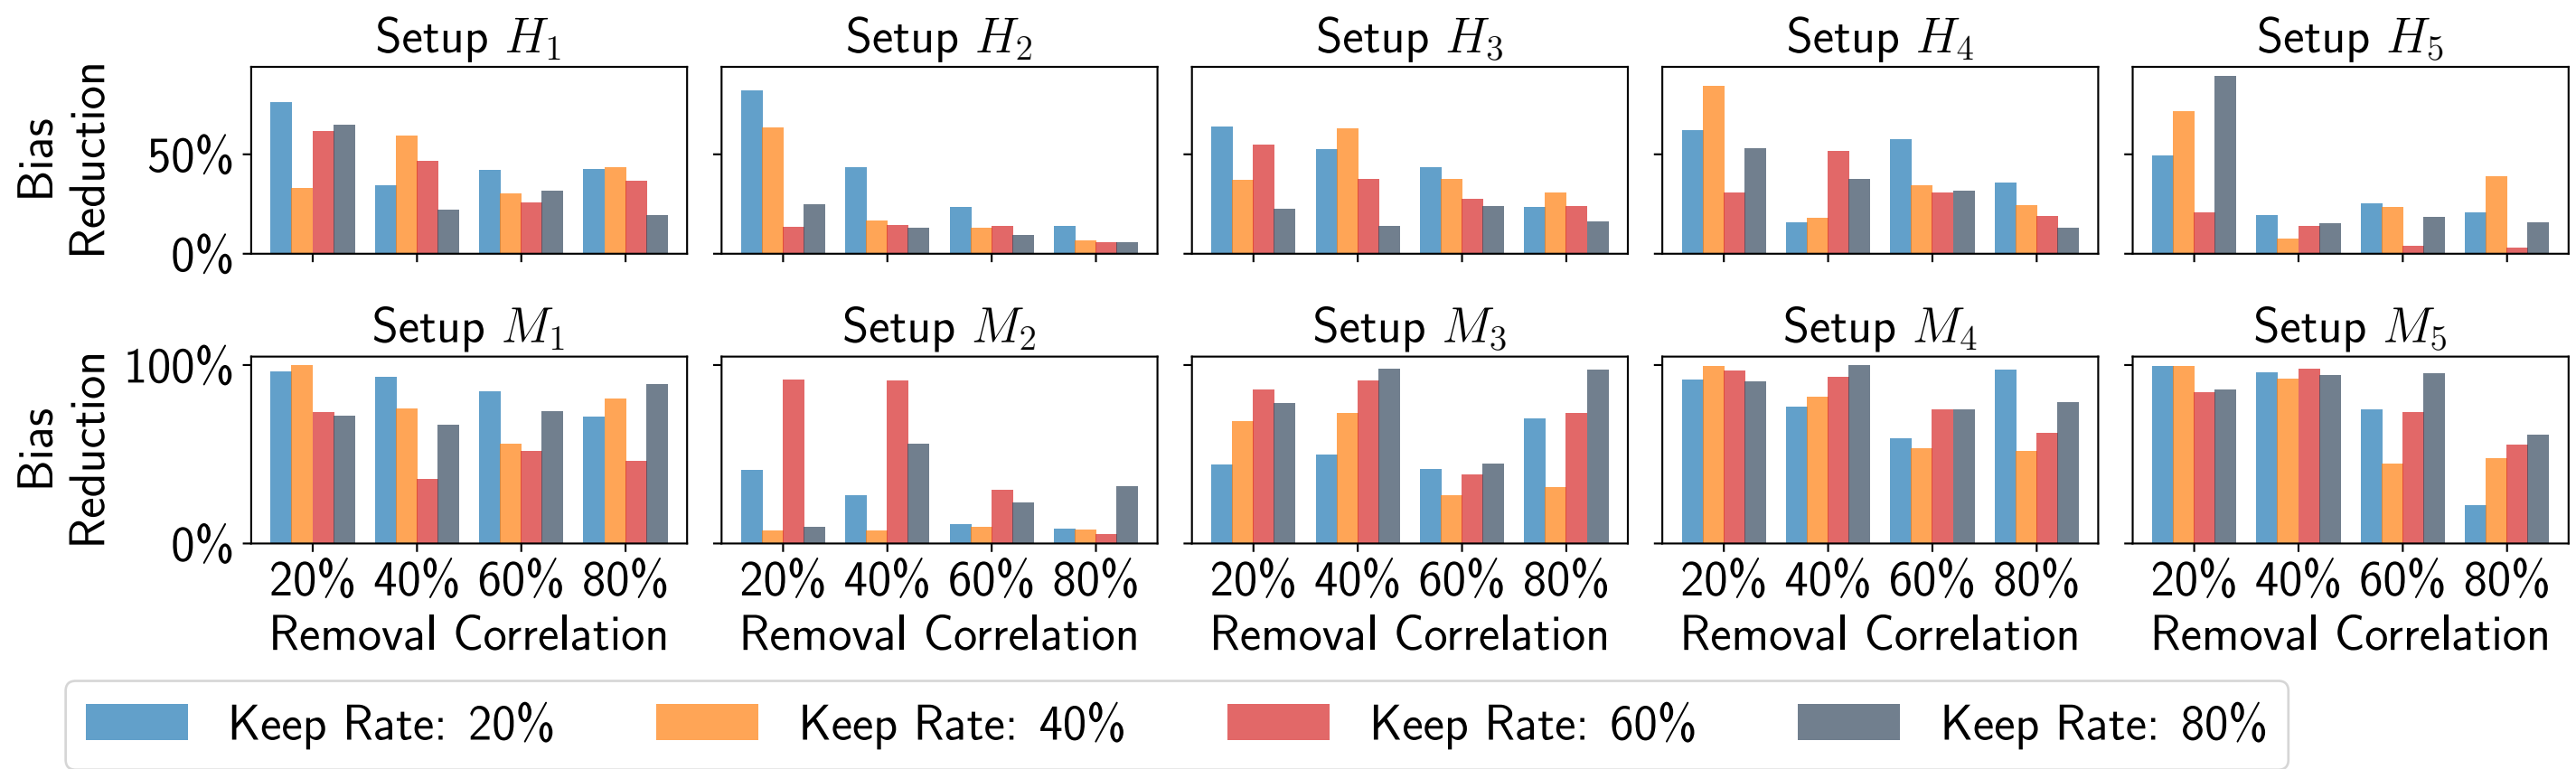 Setup H₁ Setup H₂ Setup H₃ Setup H₄ Setup H₅
Bias
Reduction
50%
0%
Setup M₁ Setup M₂ Setup M₃ Setup M₄ Setup M₅
Bias
Reduction
100%
0%
20% 40% 60% 80% 20% 40% 60% 80% 20% 40% 60% 80% 20% 40% 60% 80% 20% 40% 60% 80%
Removal Correlation Removal Correlation Removal Correlation Removal Correlation Removal Correlation
Keep Rate: 20% Keep Rate: 40% Keep Rate: 60% Keep Rate: 80%